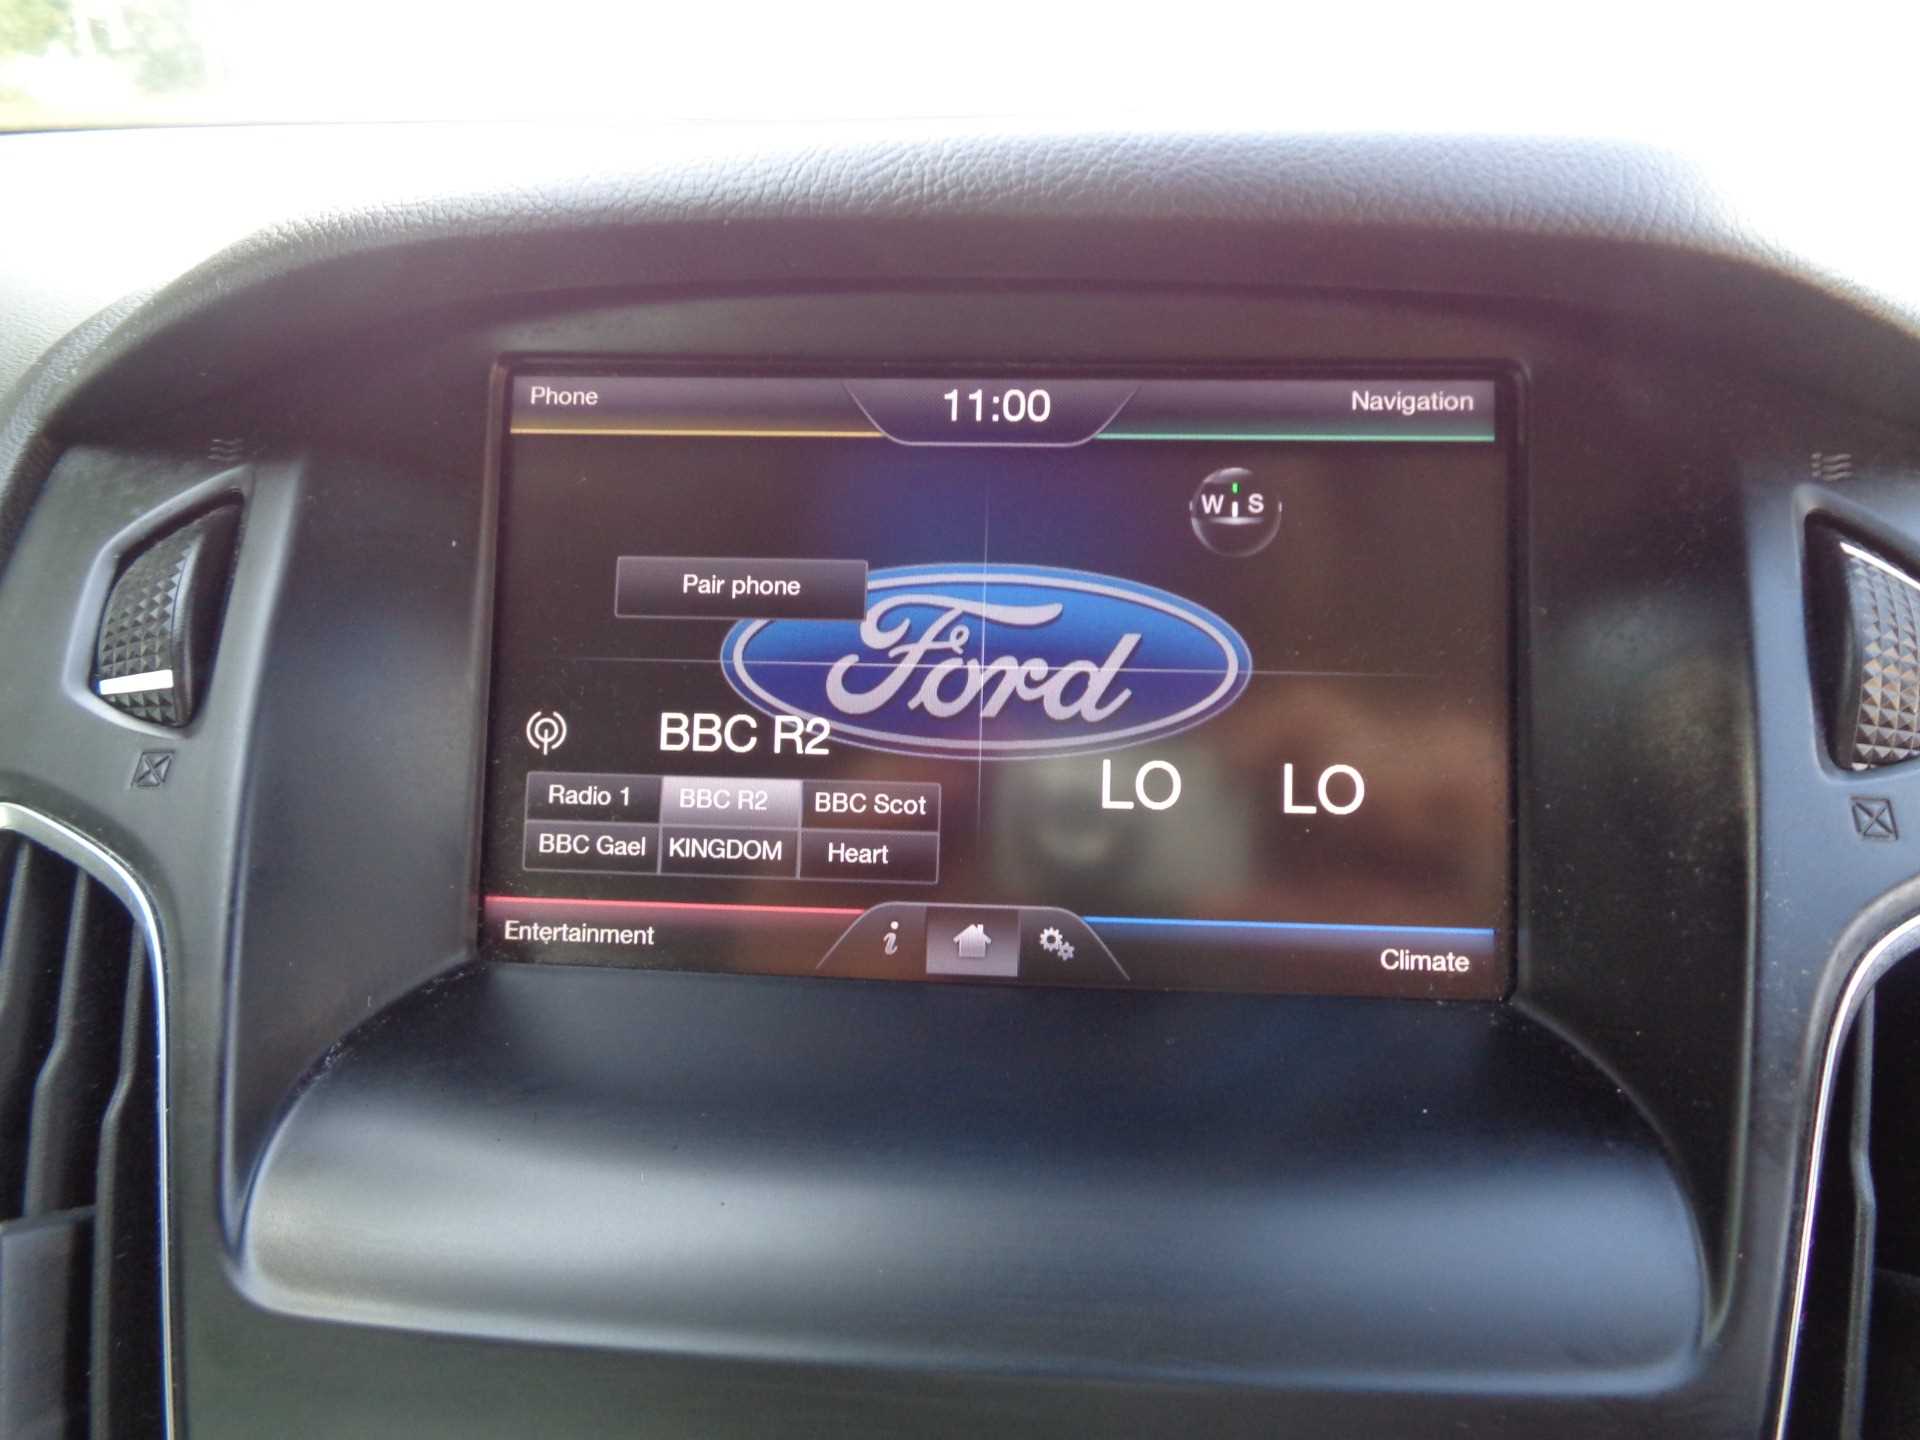 Phone 11:00 Navigation
W S
Pair phone
Ford
BBC R2
LO LO
Radio 1 BBC R2 BBC Scot
BBC Gael KINGDOM Heart
Entertainment i Climate